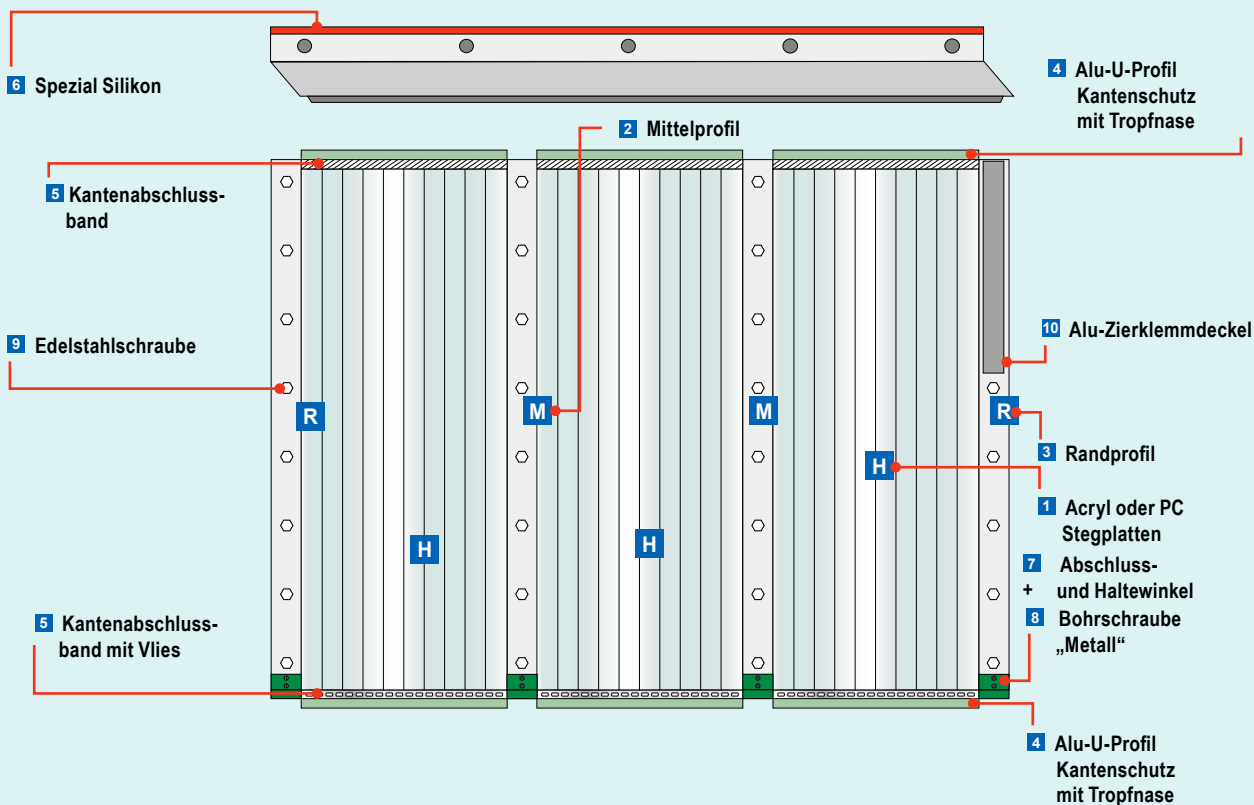 6 Spezial Silikon
4 Alu-U-Profil
Kantenschutz
mit Tropfnase
2 Mittelprofil
5 Kantenabschluss-
band
9 Edelstahlschraube
10 Alu-Zierklemmdeckel
R
M
M
R
3 Randprofil
H
1 Acryl oder PC
Stegplatten
H
H
7 Abschluss-
+ und Haltewinkel
8 Bohrschraube
„Metall“
5 Kantenabschluss-
band mit Vlies
4 Alu-U-Profil
Kantenschutz
mit Tropfnase